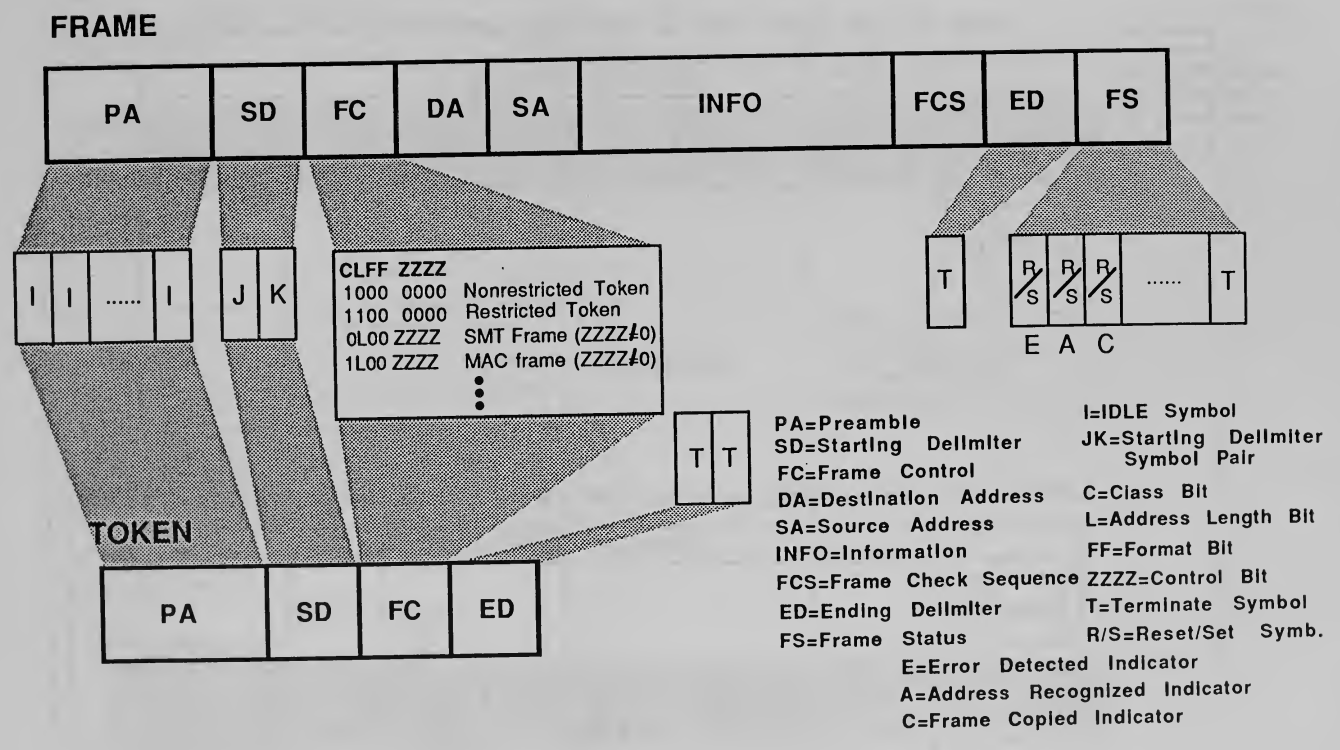 FRAME
PA SD FC DA SA INFO FCS ED FS
I I ...... I
J K
CLFF ZZZZ
1000 0000 Nonrestricted Token
1100 0000 Restricted Token
0L00 ZZZZ SMT Frame (ZZZZ≠0)
1L00 ZZZZ MAC frame (ZZZZ≠0)
T
R/S R/S R/S ...... T
E A C
T T
TOKEN
PA SD FC ED
PA=Preamble
SD=Starting Delimiter
FC=Frame Control
DA=Destination Address
SA=Source Address
INFO=Information
FCS=Frame Check Sequence
ED=Ending Delimiter
FS=Frame Status
I=IDLE Symbol
JK=Starting Delimiter
Symbol Pair
C=Class Bit
L=Address Length Bit
FF=Format Bit
ZZZZ=Control Bit
T=Terminate Symbol
R/S=Reset/Set Symb.
E=Error Detected Indicator
A=Address Recognized Indicator
C=Frame Copied Indicator